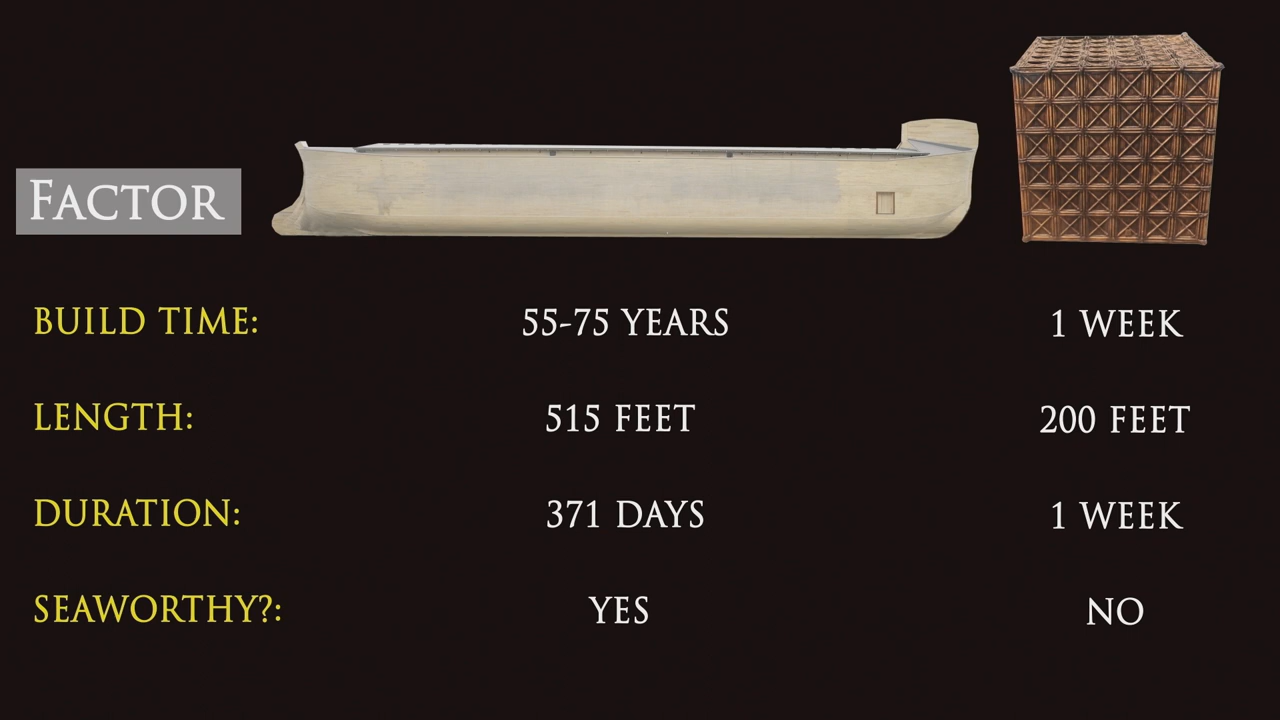 FACTOR
BUILD TIME: 55-75 YEARS 1 WEEK
LENGTH: 515 FEET 200 FEET
DURATION: 371 DAYS 1 WEEK
SEAWORTHY?: YES NO